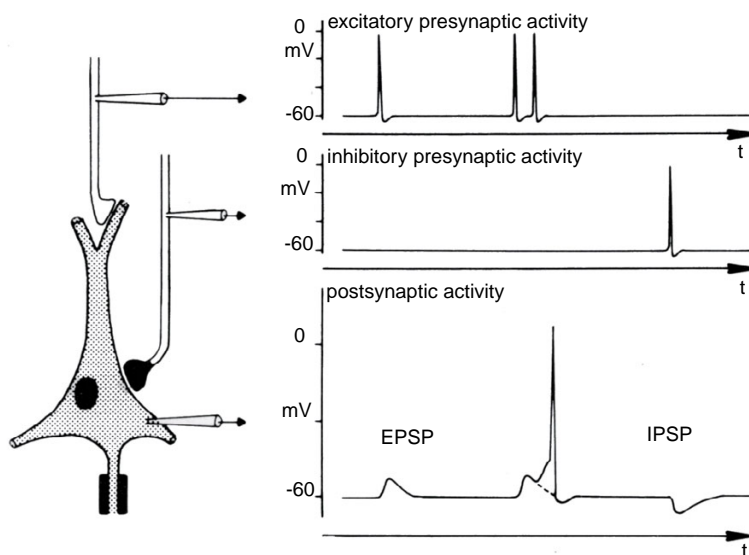 0
excitatory presynaptic activity
mV
-60
t
0
inhibitory presynaptic activity
mV
-60
t
postsynaptic activity
0
mV
EPSP
IPSP
-60
t